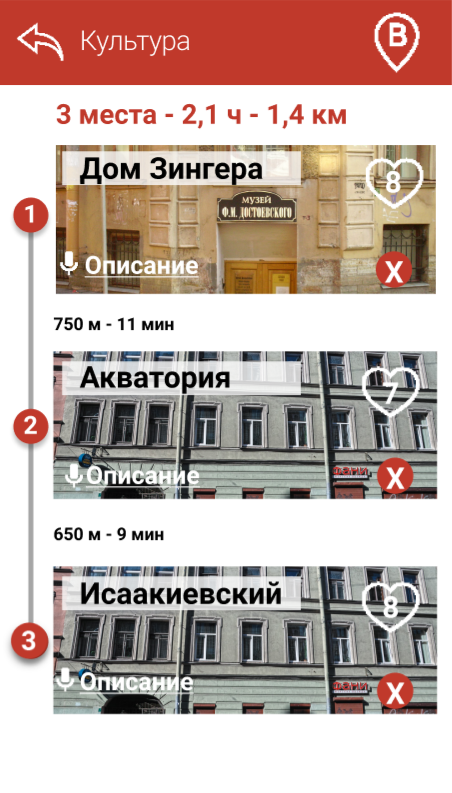 Культура
B
3 места - 2,1 ч - 1,4 км
Дом Зингера
8
МУЗЕЙ
Ф.М. ДОСТОЕВСКОГО
1
Описание
X
750 м - 11 мин
Акватория
7
2
Описание
X
650 м - 9 мин
Исаакиевский
8
3
Описание
X